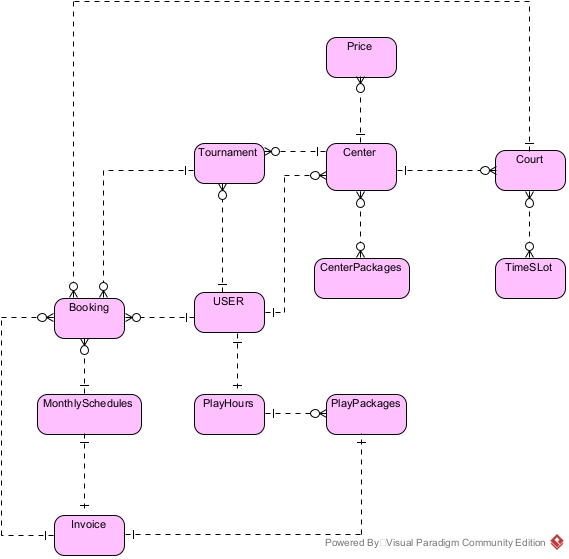 Price
Tournament
Center
Court
CenterPackages
TimeSLot
USER
Booking
MonthlySchedules
PlayHours
PlayPackages
Invoice
Powered By Visual Paradigm Community Edition